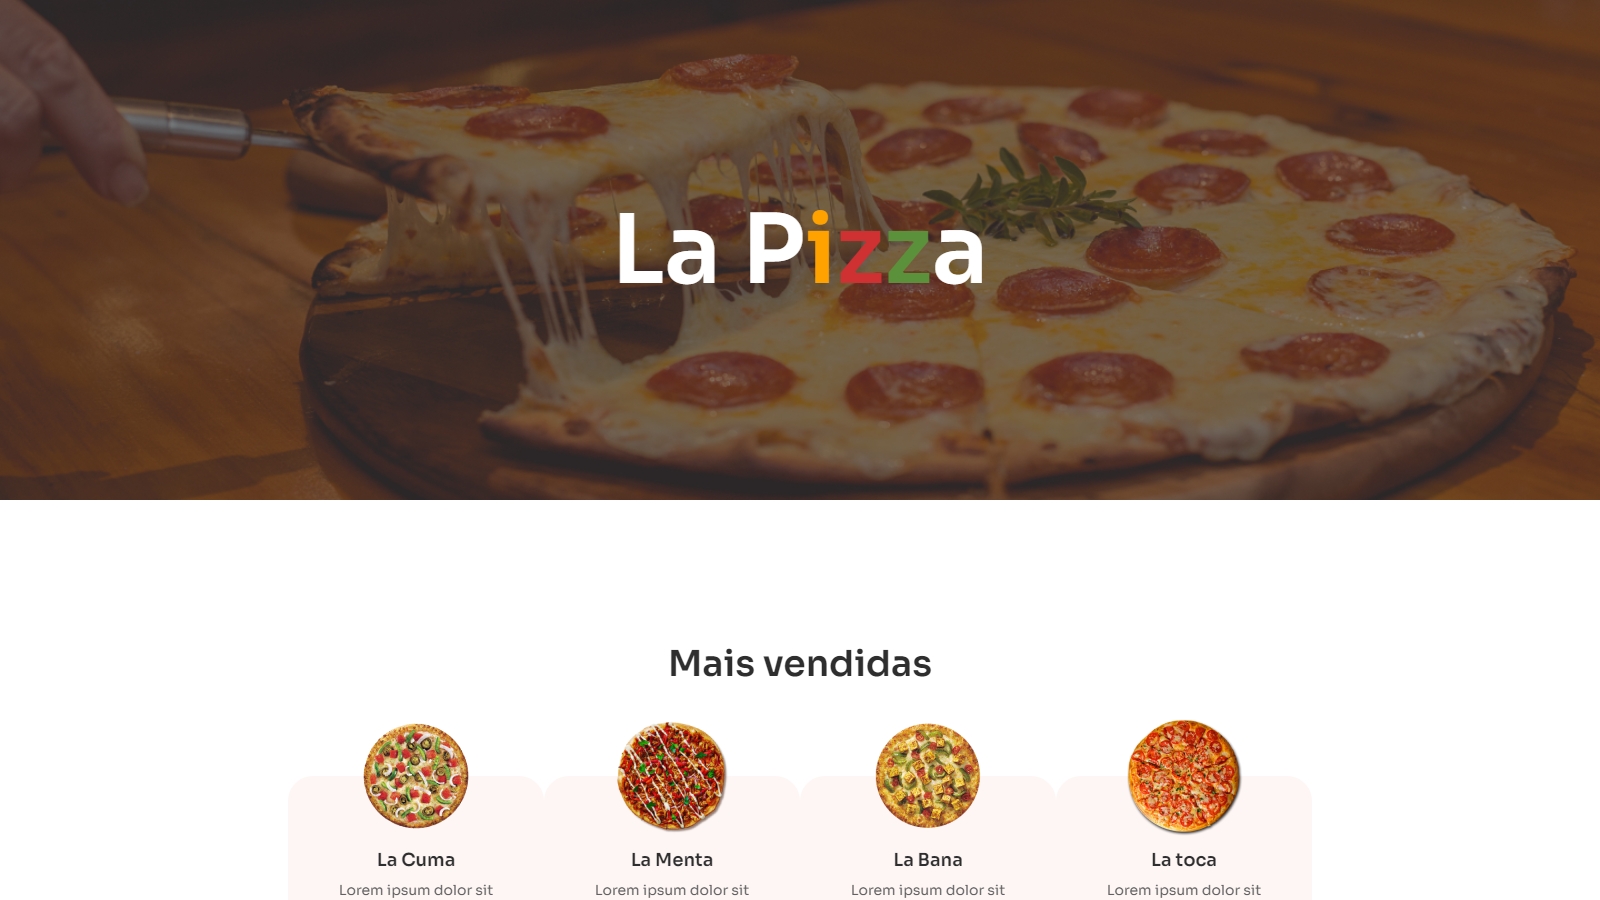 La Pizza
Mais vendidas
La Cuma
La Menta
La Bana
La toca
Lorem ipsum dolor sit
Lorem ipsum dolor sit
Lorem ipsum dolor sit
Lorem ipsum dolor sit